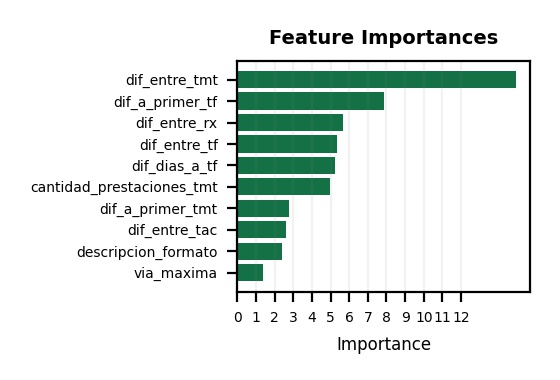 Feature Importances
dif_entre_tmt
dif_a_primer_tf
dif_entre_rx
dif_entre_tf
dif_dias_a_tf
cantidad_prestaciones_tmt
dif_a_primer_tmt
dif_entre_tac
descripcion_formato
via_maxima
0 1 2 3 4 5 6 7 8 9 10 11 12
Importance